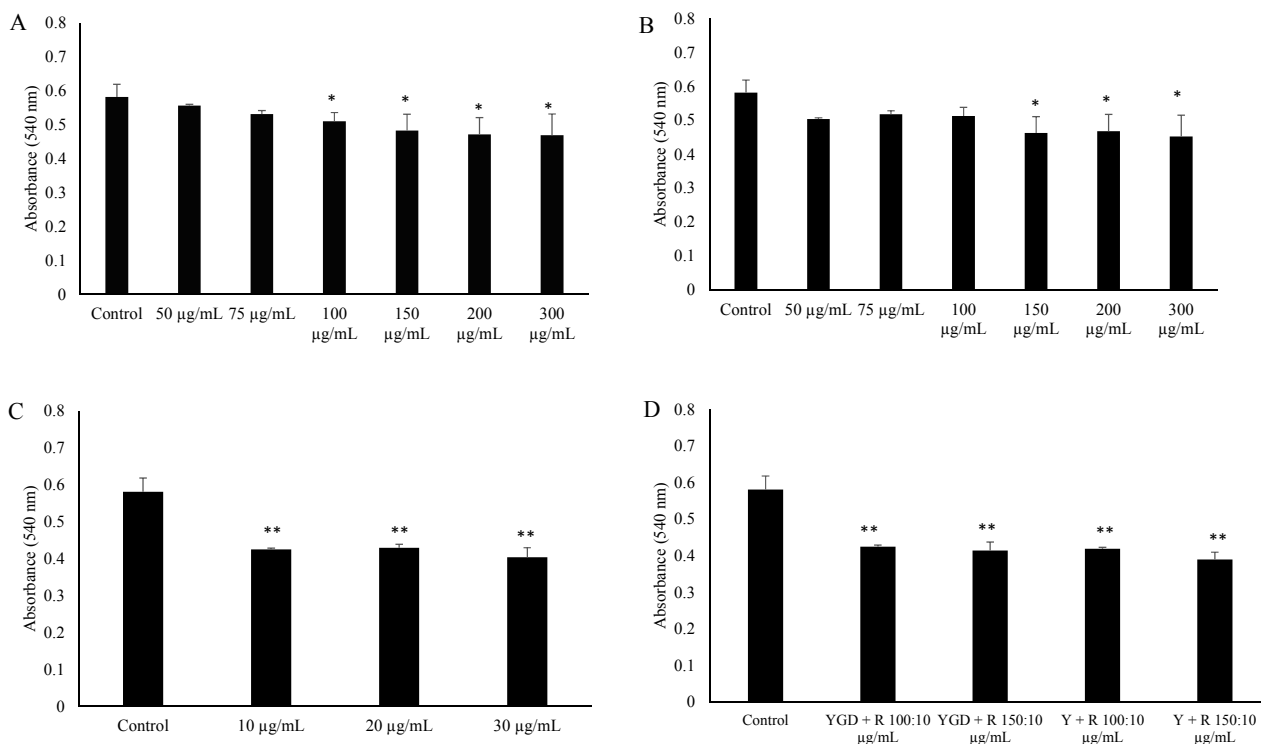 A
Absorbance (540 nm)
0.8
0.7
0.6
0.5
0.4
0.3
0.2
0.1
0
* * * *
Control 50 µg/mL 75 µg/mL 100 µg/mL 150 µg/mL 200 µg/mL 300 µg/mL
B
Absorbance (540 nm)
0.8
0.7
0.6
0.5
0.4
0.3
0.2
0.1
0
* * *
Control 50 µg/mL 75 µg/mL 100 µg/mL 150 µg/mL 200 µg/mL 300 µg/mL
C
Absorbance (540 nm)
0.8
0.7
0.6
0.5
0.4
0.3
0.2
0.1
0
** ** **
Control 10 µg/mL 20 µg/mL 30 µg/mL
D
Absorbance (540 nm)
0.8
0.7
0.6
0.5
0.4
0.3
0.2
0.1
0
** ** ** **
Control YGD + R 100:10 µg/mL YGD + R 150:10 µg/mL Y + R 100:10 µg/mL Y + R 150:10 µg/mL